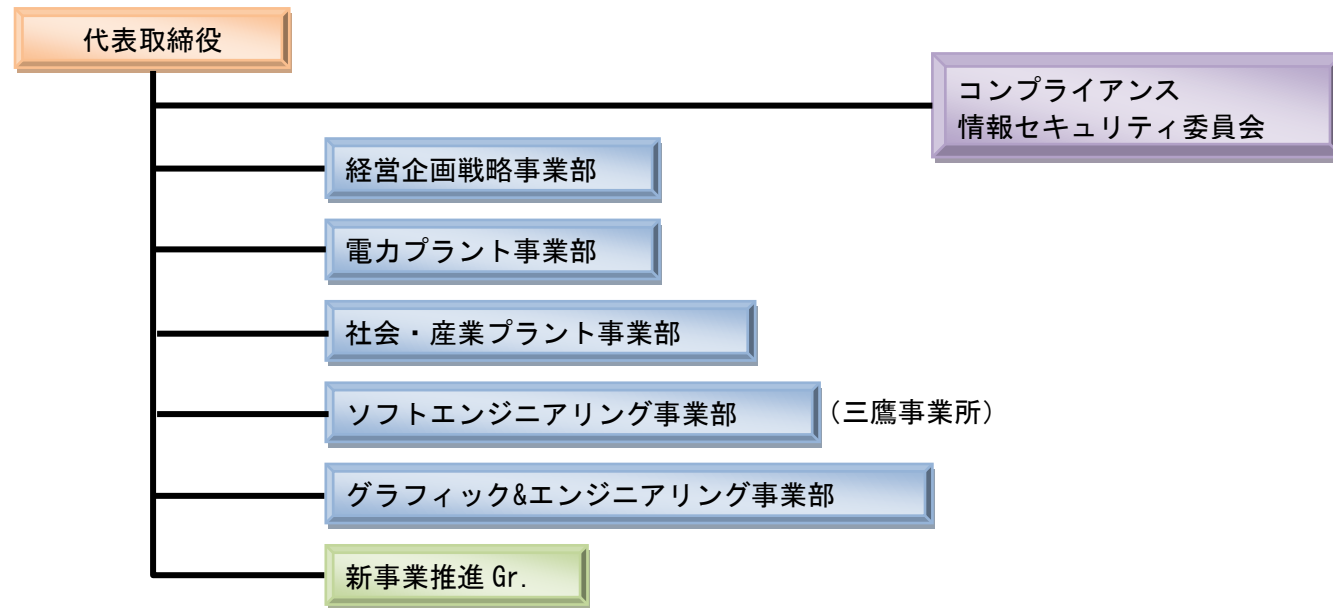 代表取締役
コンプライアンス
情報セキュリティ委員会
経営企画戦略事業部
電力プラント事業部
社会・産業プラント事業部
ソフトエンジニアリング事業部 (三鷹事業所)
グラフィック&エンジニアリング事業部
新事業推進 Gr.